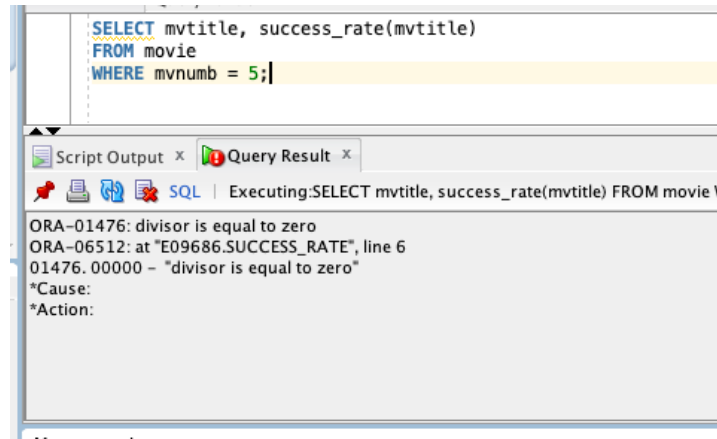 SELECT mvtitle, success_rate(mvtitle)
FROM movie
WHERE mvnumb = 5;
Script Output x Query Result x
SQL | Executing:SELECT mvtitle, success_rate(mvtitle) FROM movie
ORA-01476: divisor is equal to zero
ORA-06512: at "E09686.SUCCESS_RATE", line 6
01476. 00000 - "divisor is equal to zero"
*Cause:
*Action: